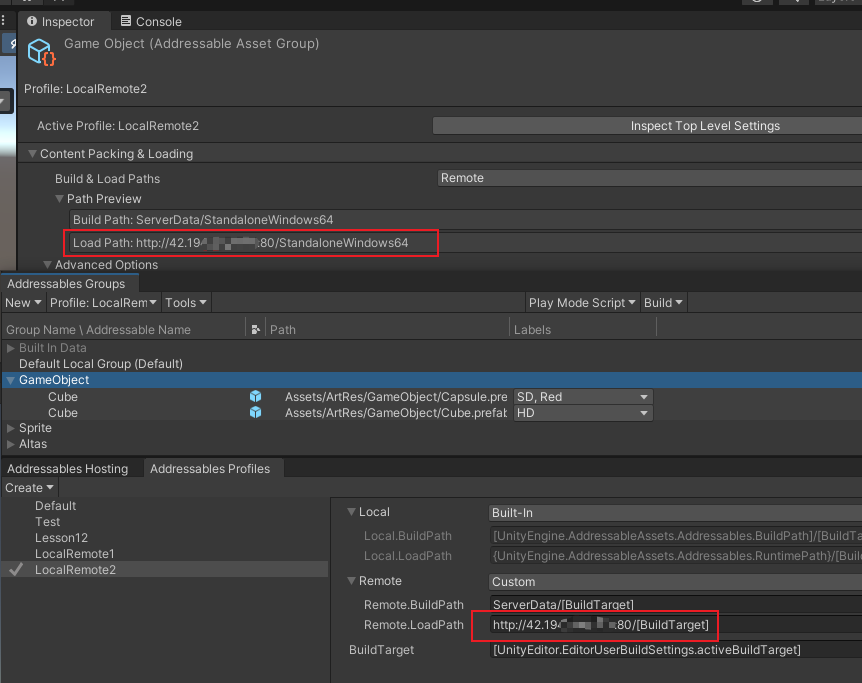 Inspector
Console
Game Object (Addressable Asset Group)
Profile: LocalRemote2
Active Profile: LocalRemote2
Inspect Top Level Settings
Content Packing & Loading
Build & Load Paths
Remote
Path Preview
Build Path: ServerData/StandaloneWindows64
Load Path: http://42.19 :80/StandaloneWindows64
Advanced Options
Addressables Groups
New
Profile: LocalRem
Tools
Play Mode Script
Build
Group Name \ Addressable Name
Path
Labels
Built In Data
Default Local Group (Default)
GameObject
Cube
Assets/ArtRes/GameObject/Capsule.pre
SD, Red
Cube
Assets/ArtRes/GameObject/Cube.prefab
HD
Sprite
Altas
Addressables Hosting
Addressables Profiles
Create
Default
Test
Lesson12
LocalRemote1
LocalRemote2
Local
Built-In
Local.BuildPath
[UnityEngine.AddressableAssets.Addressables.BuildPath]/[BuildTa
Local.LoadPath
{UnityEngine.AddressableAssets.Addressables.RuntimePath}/[Buil
Remote
Custom
Remote.BuildPath
ServerData/[BuildTarget]
Remote.LoadPath
http://42.19 :80/[BuildTarget]
BuildTarget
[UnityEditor.EditorUserBuildSettings.activeBuildTarget]